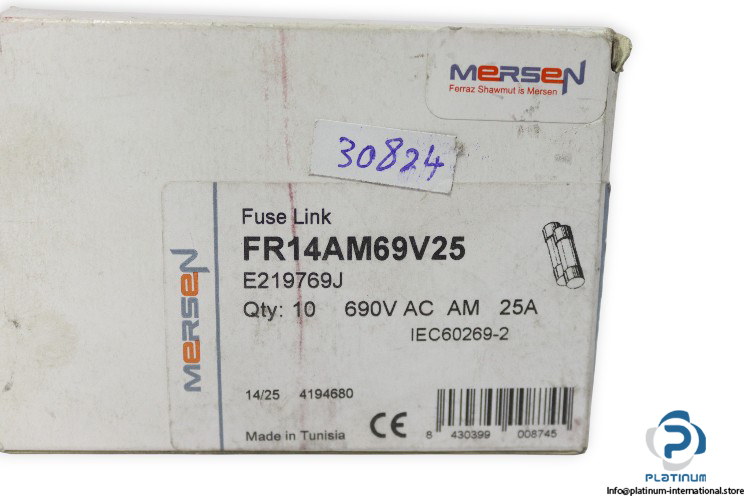 MERSEN
Ferraz Shawmut is Mersen
30824
MERSEN
Fuse Link
FR14AM69V25
E219769J
Qty: 10 690V AC AM 25A
IEC60269-2
14/25 4194680
Made in Tunisia
CE
8 430399 008745
PLATINUM
Info@platinum-international.store